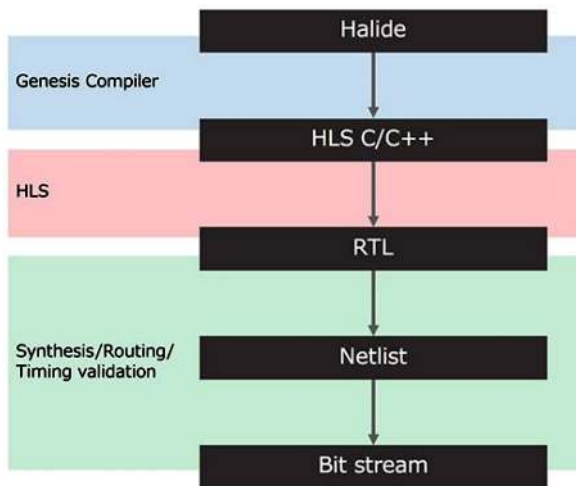 Halide
Genesis Compiler
HLS C/C++
HLS
RTL
Synthesis/Routing/
Timing validation
Netlist
Bit stream